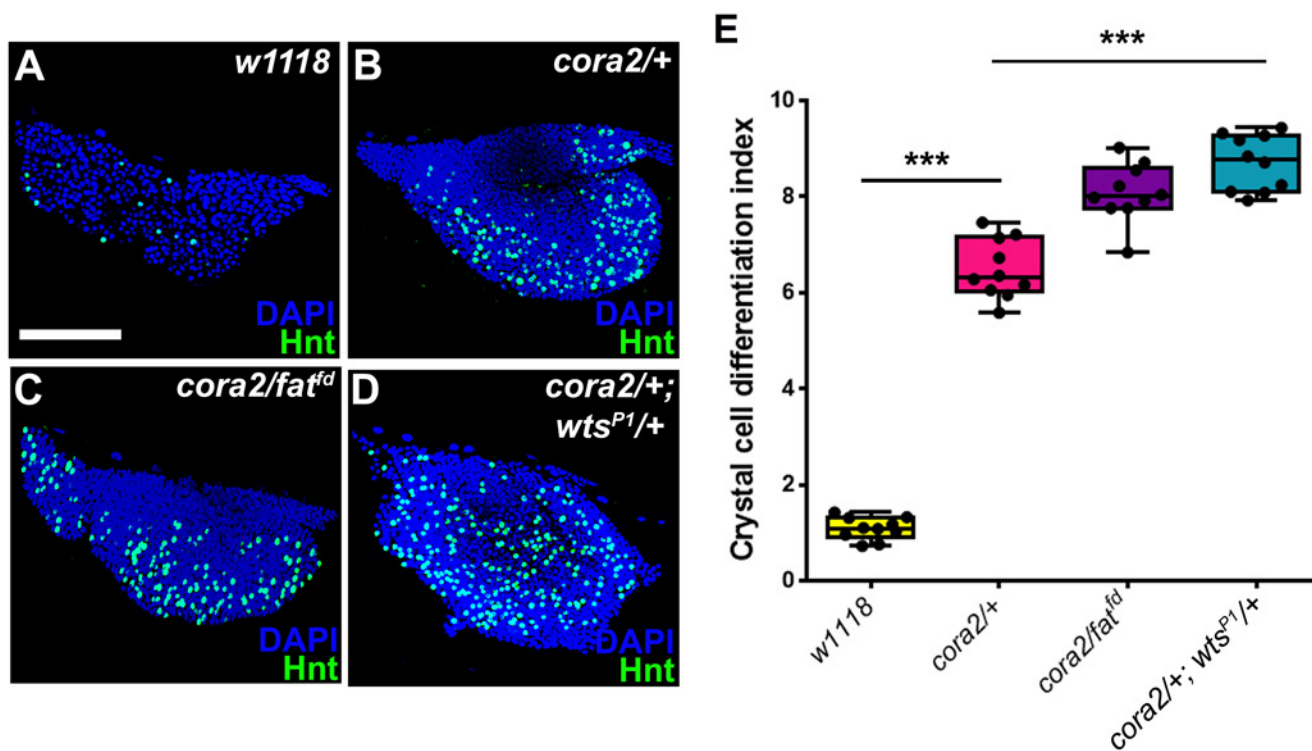 A
w1118
DAPI
Hnt
B
cora2/+
DAPI
Hnt
C
cora2/fat^fd
DAPI
Hnt
D
cora2/+;
wts^P1/+
DAPI
Hnt
E
***
***
Crystal cell differentiation index
10
8
6
4
2
0
w1118
cora2/+
cora2/fat^fd
cora2/+; wts^P1/+